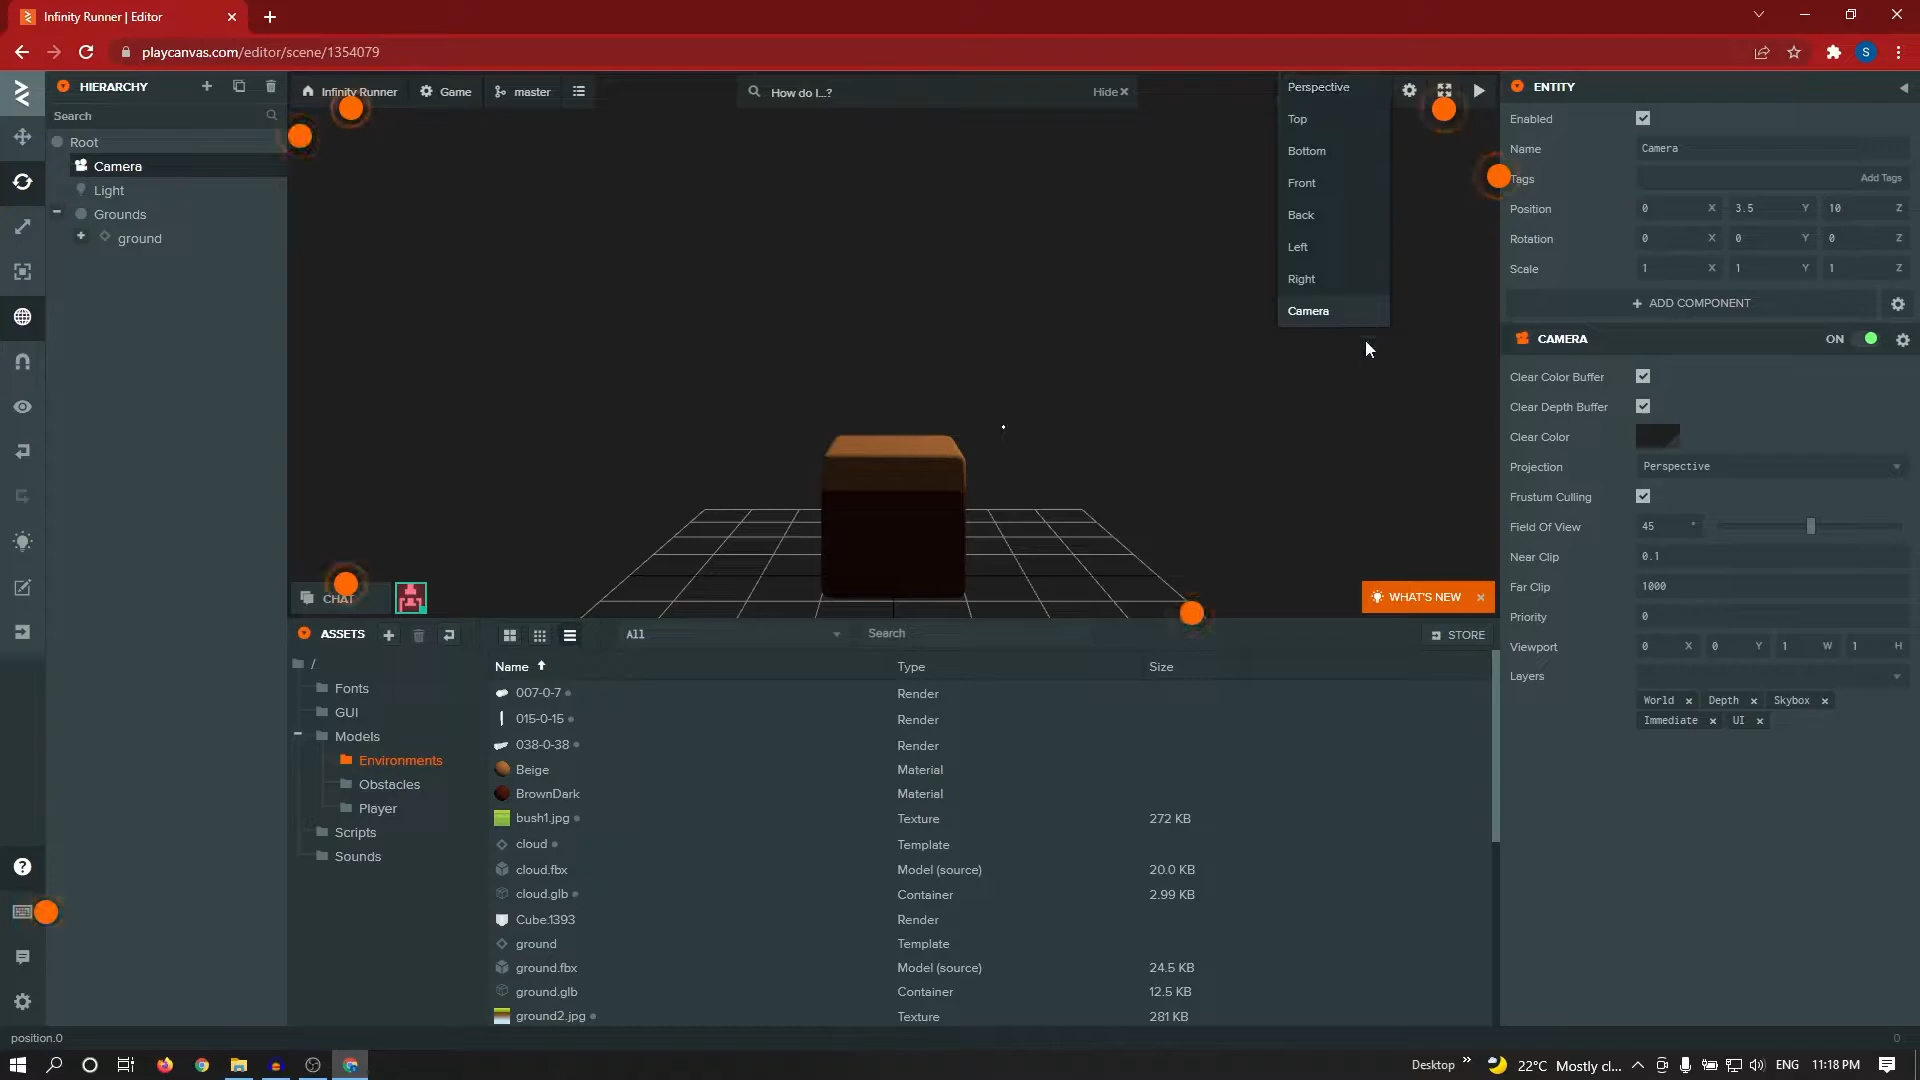 Infinity Runner | Editor
playcanvas.com/editor/scene/1354079
HIERARCHY
Search
Root
Camera
Light
Grounds
ground
Infinity Runner
Game
master
How do I...?
Hide
Perspective
Top
Bottom
Front
Back
Left
Right
Camera
CHAT
WHAT'S NEW
ENTITY
Enabled
Name Camera
Tags Add Tags
Position 0 X 3.5 Y 10 Z
Rotation 0 X 0 Y 0 Z
Scale 1 X 1 Y 1 Z
ADD COMPONENT
CAMERA ON
Clear Color Buffer
Clear Depth Buffer
Clear Color
Projection Perspective
Frustum Culling
Field Of View 45 °
Near Clip 0.1
Far Clip 1000
Priority 0
Viewport 0 X 0 Y 1 W 1 H
Layers
World Depth Skybox
Immediate UI
ASSETS
All
Search
STORE
/
Fonts
GUI
Models
Environments
Obstacles
Player
Scripts
Sounds
Name Type Size
007-0-7 Render
015-0-15 Render
038-0-38 Render
Beige Material
BrownDark Material
bush1.jpg Texture 272 KB
cloud Template
cloud.fbx Model (source) 20.0 KB
cloud.glb Container 2.99 KB
Cube.1393 Render
ground Template
ground.fbx Model (source) 24.5 KB
ground.glb Container 12.5 KB
ground2.jpg Texture 281 KB
position.0
0
Desktop
22°C Mostly cl...
ENG
11:18 PM
S